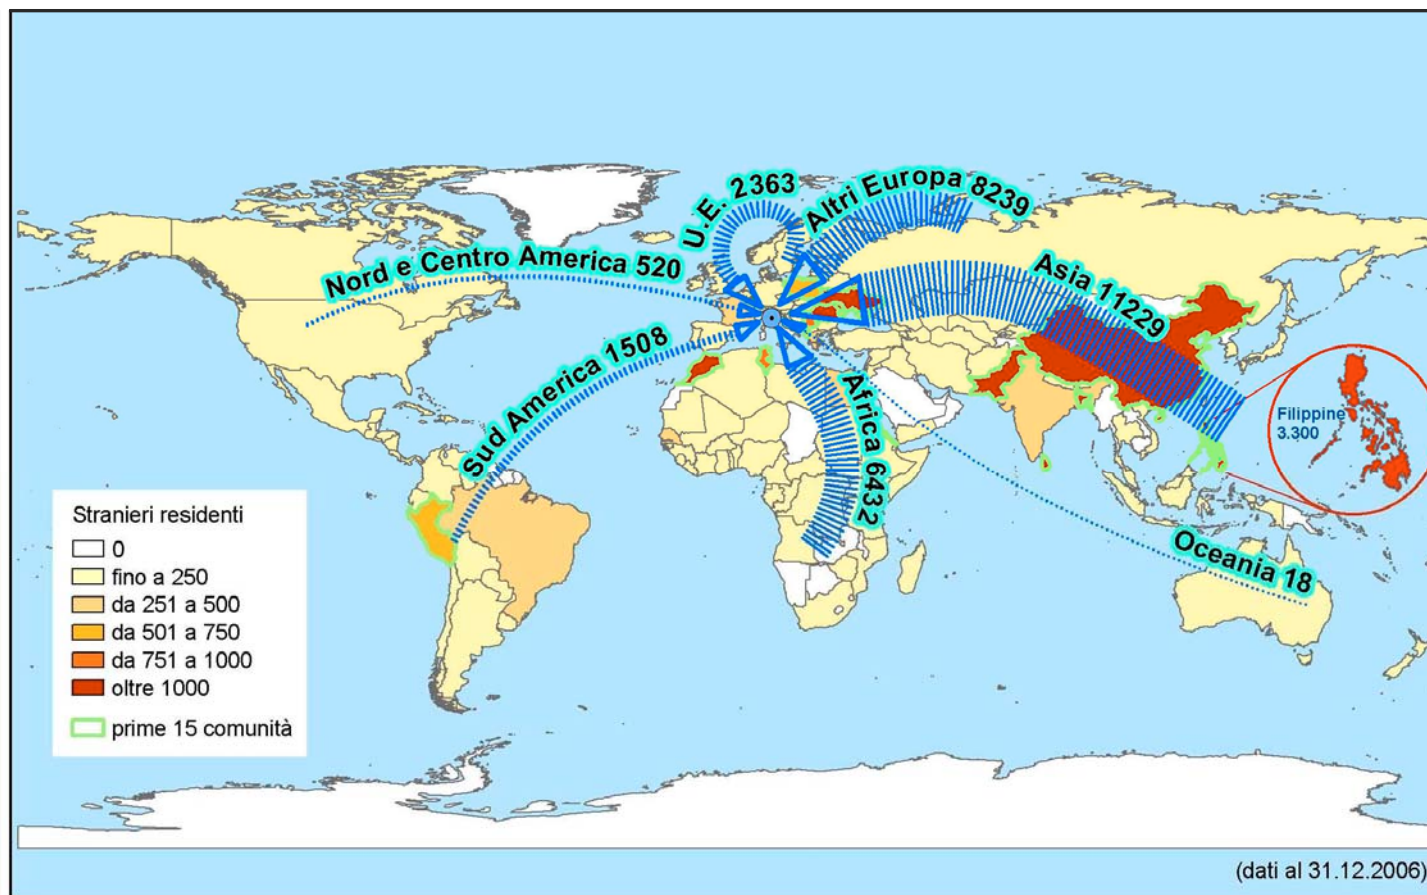 U.E. 2363
Altri Europa 8239
Nord e Centro America 520
Asia 11229
Sud America 1508
Africa 6432
Filippine
3.300
Oceania 18
Stranieri residenti
0
fino a 250
da 251 a 500
da 501 a 750
da 751 a 1000
oltre 1000
prime 15 comunità
(dati al 31.12.2006)